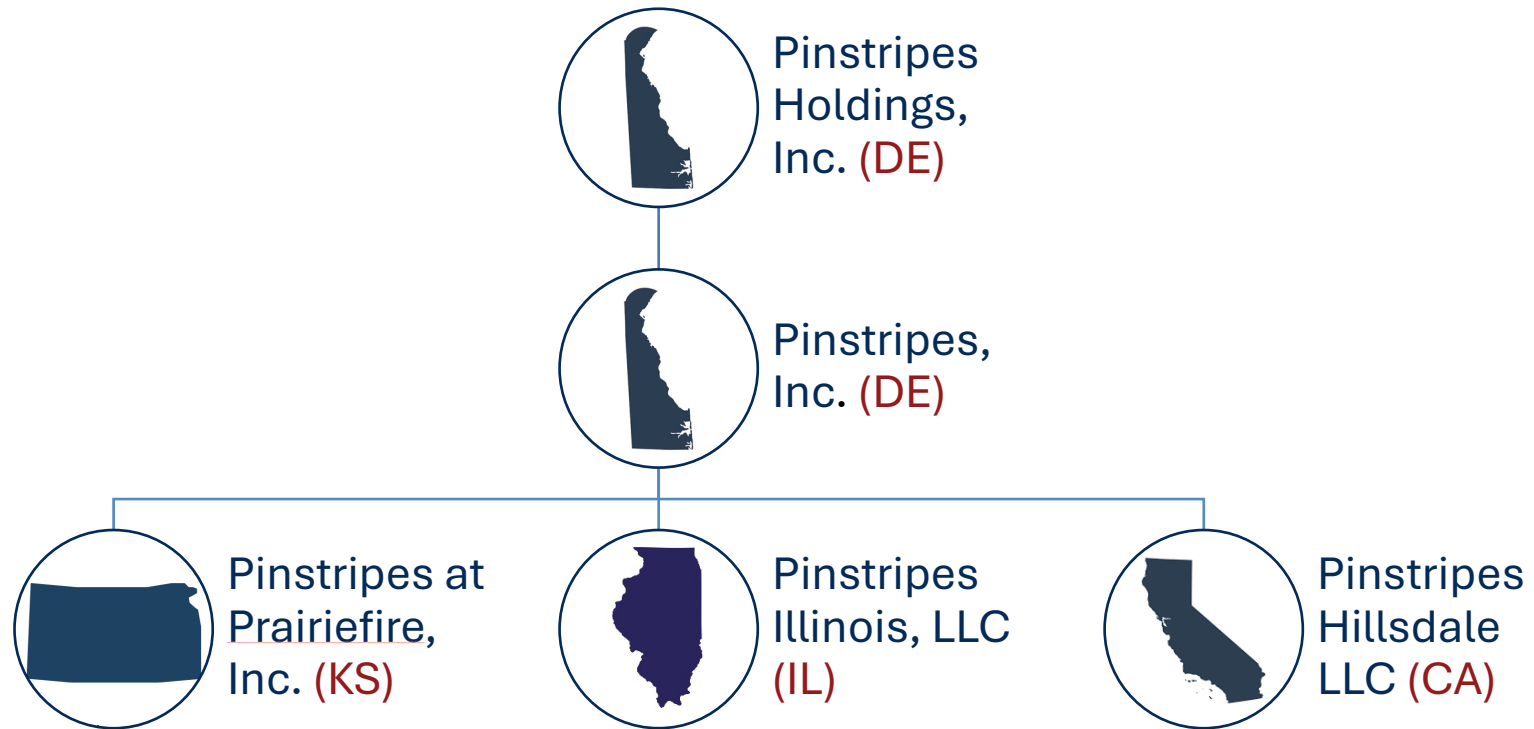 Pinstripes
Holdings,
Inc. (DE)
Pinstripes,
Inc. (DE)
Pinstripes at
Prairiefire,
Inc. (KS)
Pinstripes
Illinois, LLC
(IL)
Pinstripes
Hillsdale
LLC (CA)